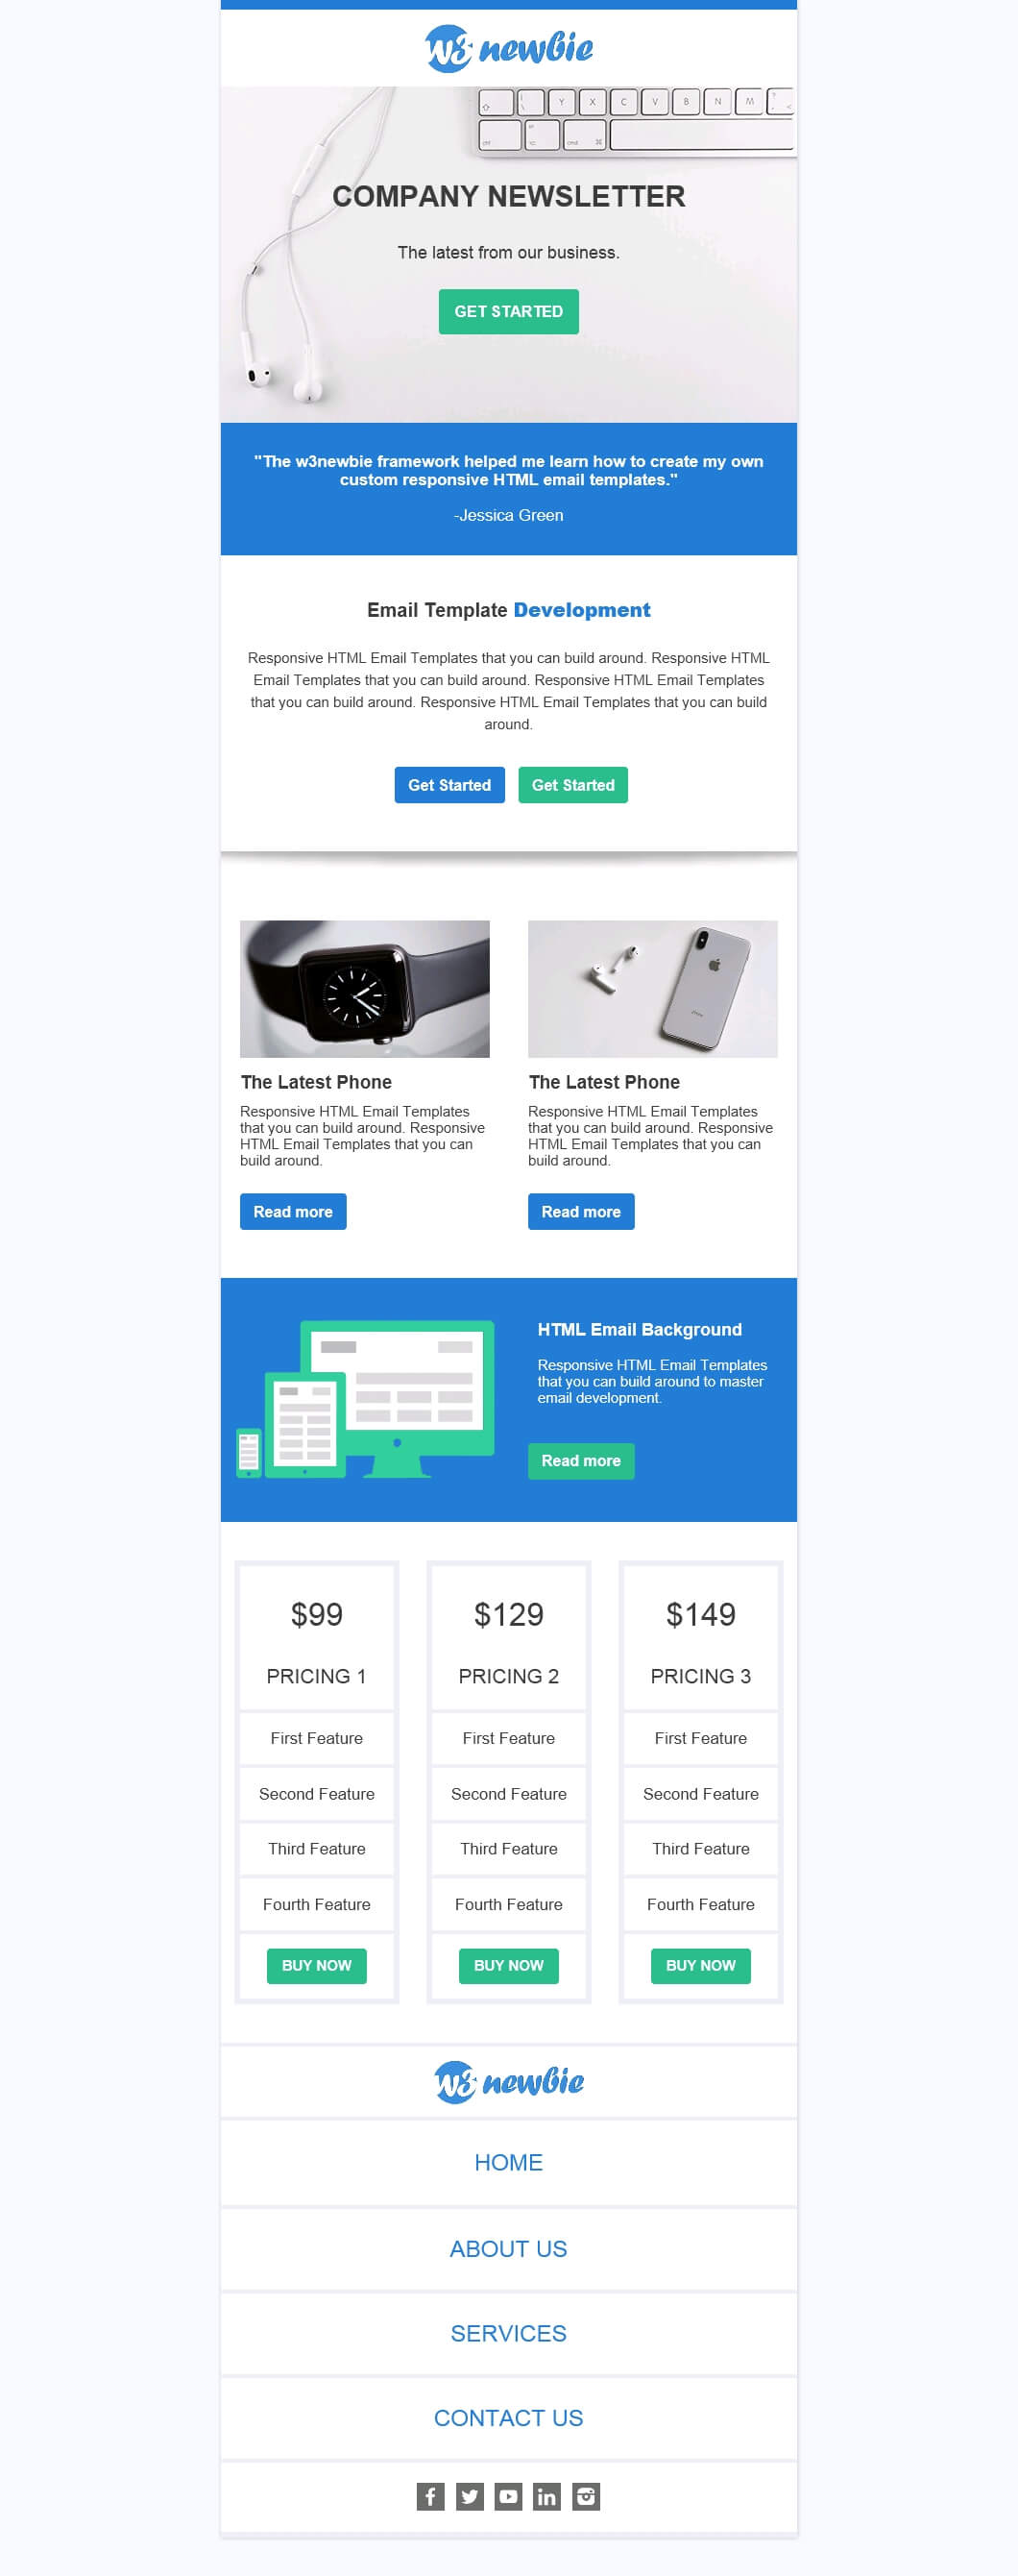 w3 newbie
Y X C V B N M
COMPANY NEWSLETTER
The latest from our business.
GET STARTED
"The w3newbie framework helped me learn how to create my own
custom responsive HTML email templates."
-Jessica Green
Email Template Development
Responsive HTML Email Templates that you can build around. Responsive HTML
Email Templates that you can build around. Responsive HTML Email Templates
that you can build around. Responsive HTML Email Templates that you can build
around.
Get Started Get Started
The Latest Phone
Responsive HTML Email Templates
that you can build around. Responsive
HTML Email Templates that you can
build around.
Read more
The Latest Phone
Responsive HTML Email Templates
that you can build around. Responsive
HTML Email Templates that you can
build around.
Read more
HTML Email Background
Responsive HTML Email Templates
that you can build around to master
email development.
Read more
$99
PRICING 1
First Feature
Second Feature
Third Feature
Fourth Feature
BUY NOW
$129
PRICING 2
First Feature
Second Feature
Third Feature
Fourth Feature
BUY NOW
$149
PRICING 3
First Feature
Second Feature
Third Feature
Fourth Feature
BUY NOW
w3 newbie
HOME
ABOUT US
SERVICES
CONTACT US